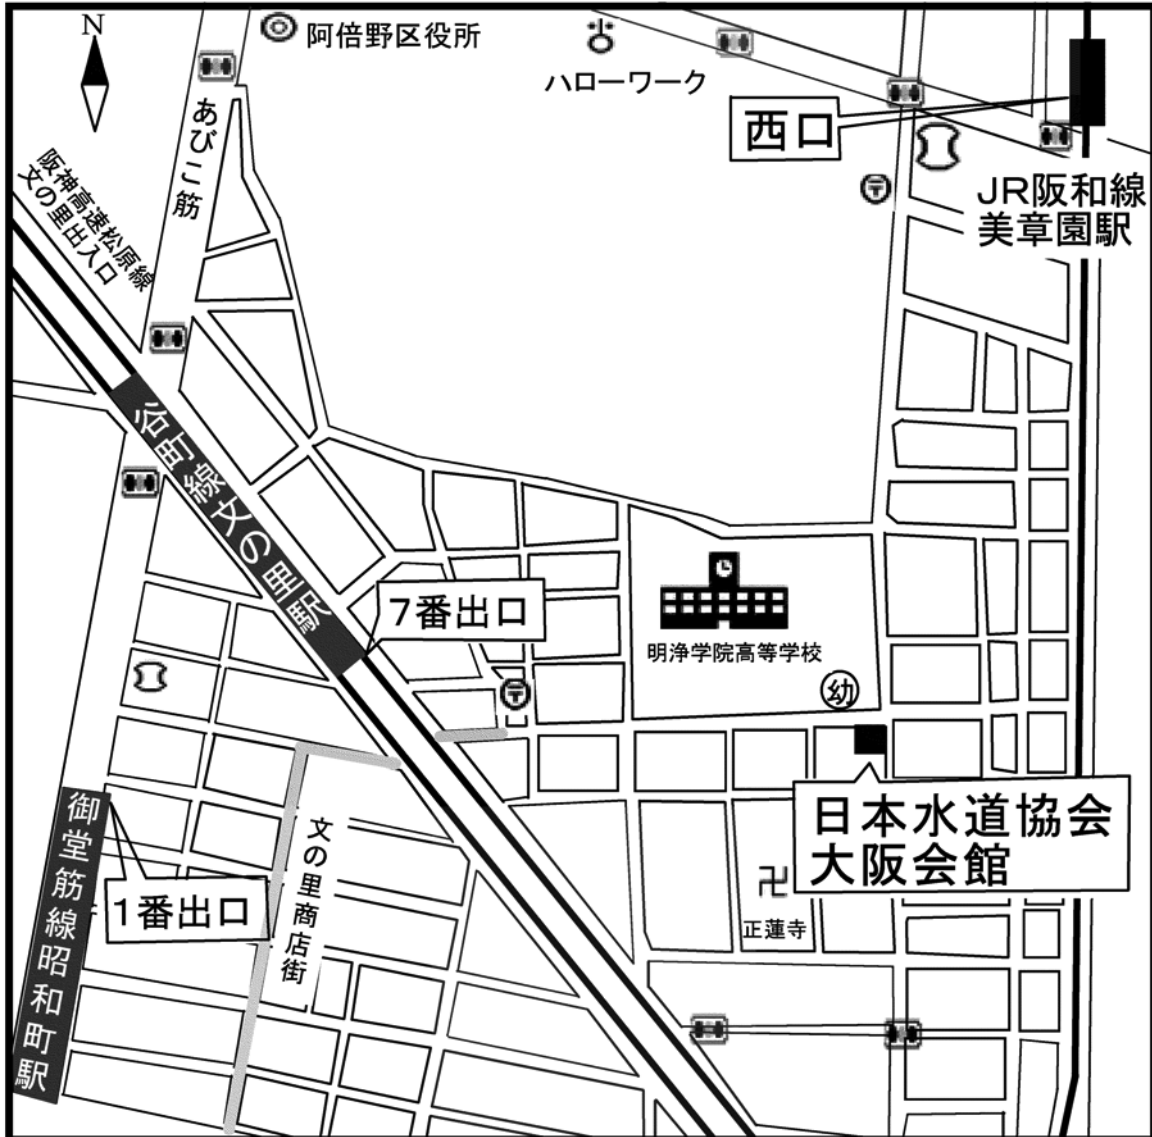 N
阿倍野区役所
ハローワーク
あびこ筋
西口
阪神高速松原線
文の里出入口
JR阪和線
美章園駅
谷町線文の里駅
7番出口
明浄学院高等学校
幼
日本水道協会
大阪会館
御堂筋線昭和町駅
1番出口
文の里商店街
正蓮寺